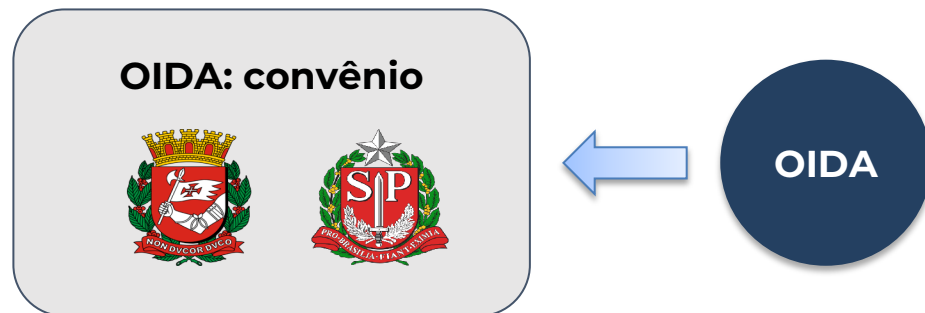 OIDA: convênio
OIDA
NON DVCOR DVCO
SP
PRO·BRASILIA·FIANT·EXIMIA